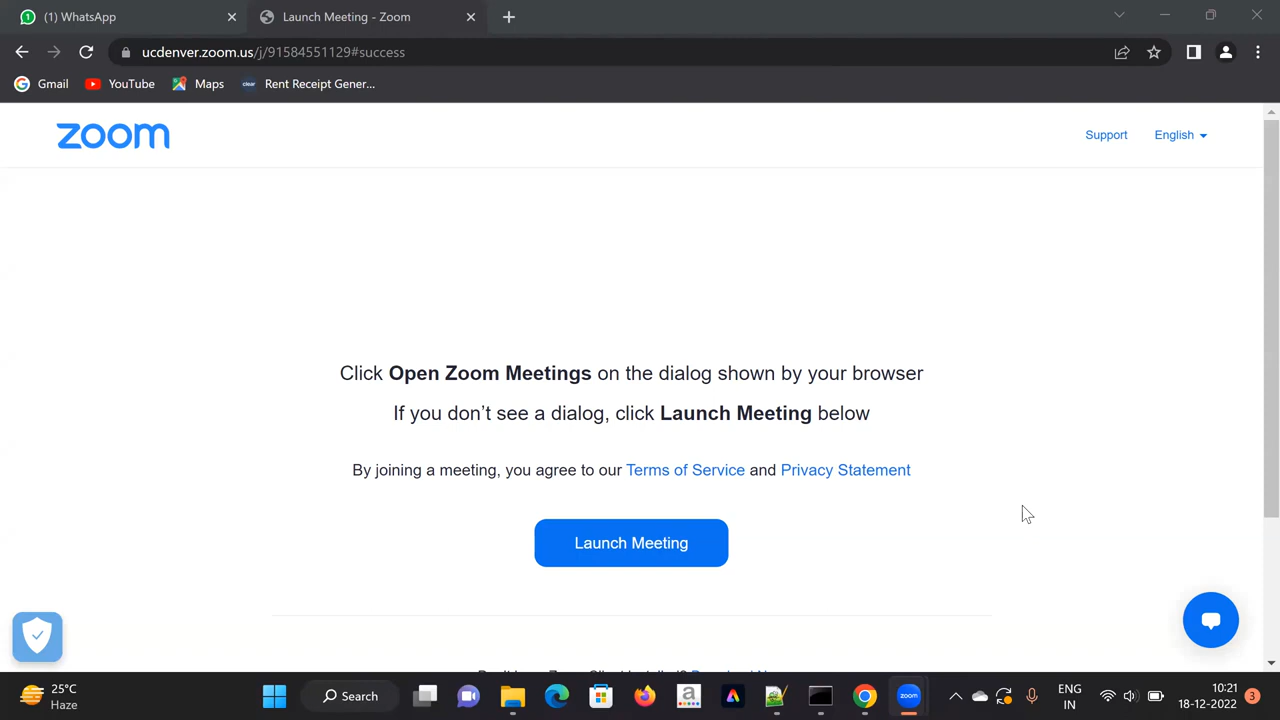 (1) WhatsApp
Launch Meeting - Zoom
ucdenver.zoom.us/j/91584551129#success
Gmail
YouTube
Maps
clear
Rent Receipt Gener...
zoom
Support
English
Click Open Zoom Meetings on the dialog shown by your browser
If you don't see a dialog, click Launch Meeting below
By joining a meeting, you agree to our Terms of Service and Privacy Statement
Launch Meeting
25°C
Haze
Search
a
zoom
ENG
IN
10:21
18-12-2022
3